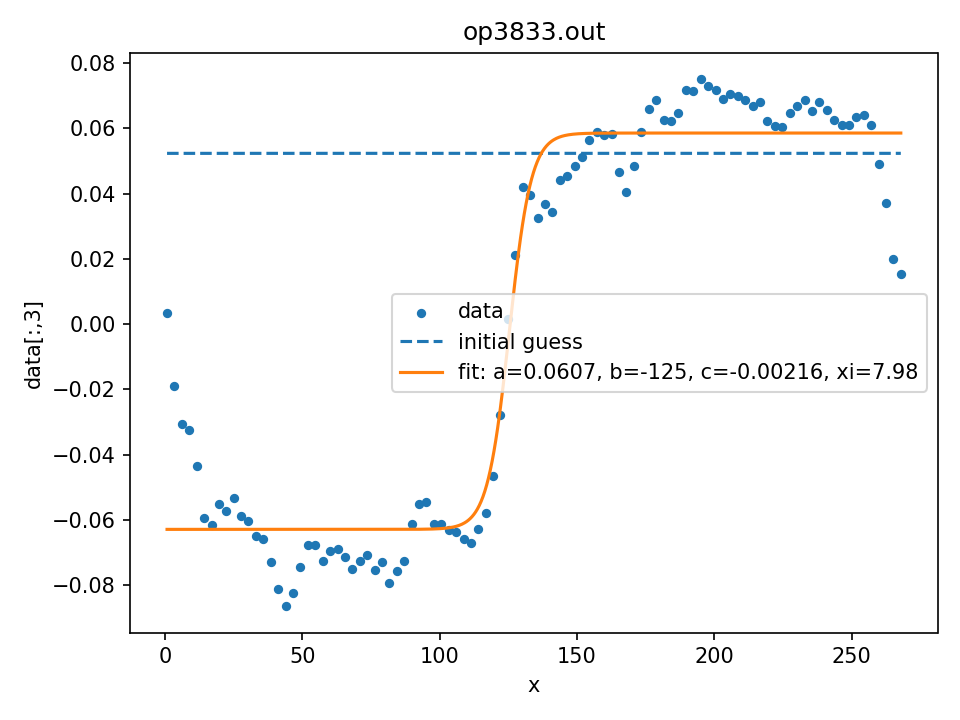 op3833.out
0.08
0.06
0.04
0.02
0.00
−0.02
−0.04
−0.06
−0.08
data[:,3]
data
initial guess
fit: a=0.0607, b=-125, c=-0.00216, xi=7.98
0 50 100 150 200 250
x